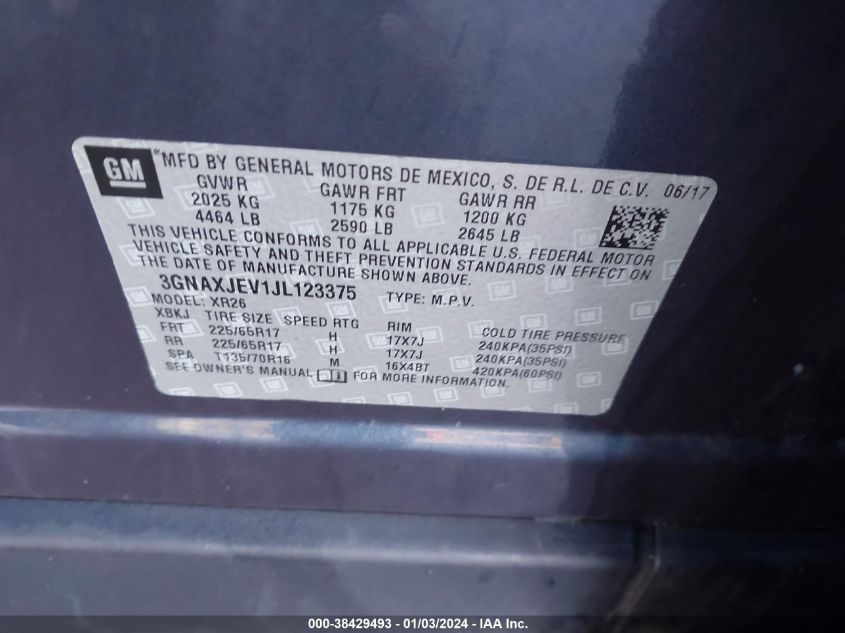 GM MFD BY GENERAL MOTORS DE MEXICO, S. DE R.L. DE C.V. 06/17
GVWR GAWR FRT GAWR RR
2025 KG 1175 KG 1200 KG
4464 LB 2590 LB 2645 LB
THIS VEHICLE CONFORMS TO ALL APPLICABLE U.S. FEDERAL MOTOR
VEHICLE SAFETY AND THEFT PREVENTION STANDARDS IN EFFECT ON
THE DATE OF MANUFACTURE SHOWN ABOVE.
3GNAXJEV1JL123375 TYPE: M.P.V.
MODEL: XR26
XBKJ TIRE SIZE SPEED RTG RIM COLD TIRE PRESSURE
FRT 225/65R17 H 17X7J 240KPA(35PSI)
RR 225/65R17 H 17X7J 240KPA(35PSI)
SPA T135/70R16 M 16X4BT 420KPA(60PSI)
SEE OWNER'S MANUAL FOR MORE INFORMATION.
000-38429493 - 01/03/2024 - IAA Inc.